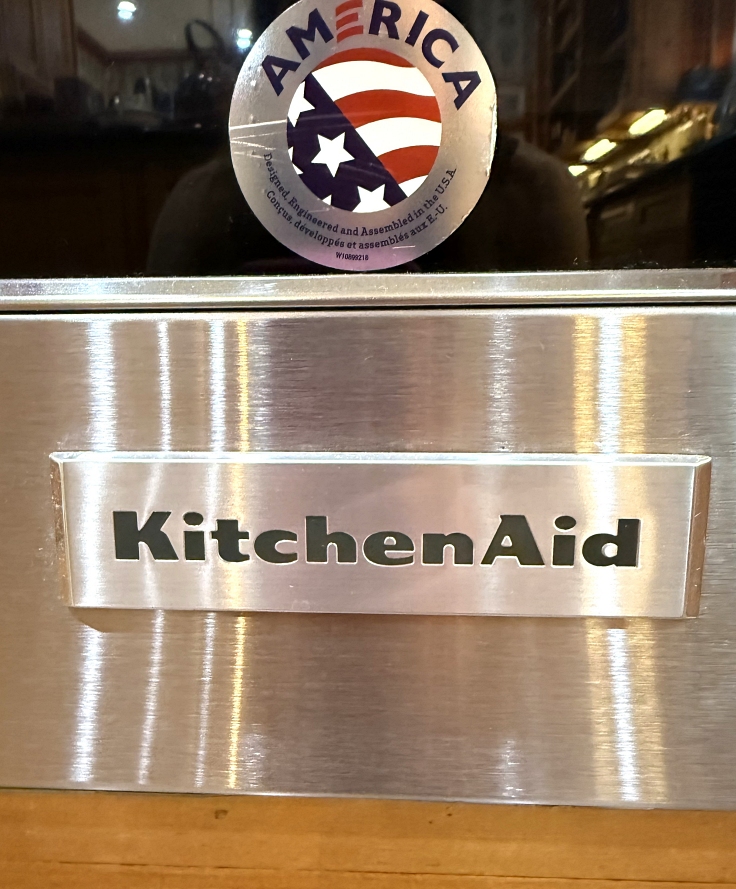 AMERICA
Designed, Engineered and Assembled in the U.S.A.
Conçus, développés et assemblés aux É.-U.
W10899218
KitchenAid